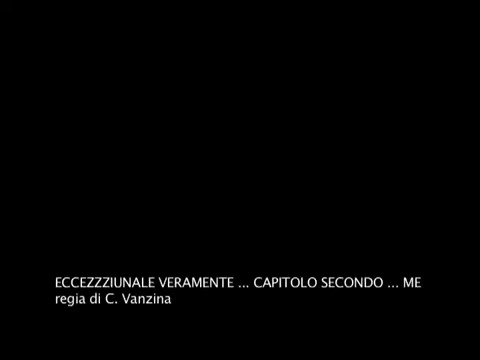 ECCEZZZIUNALE VERAMENTE ... CAPITOLO SECONDO ... ME
regia di C. Vanzina